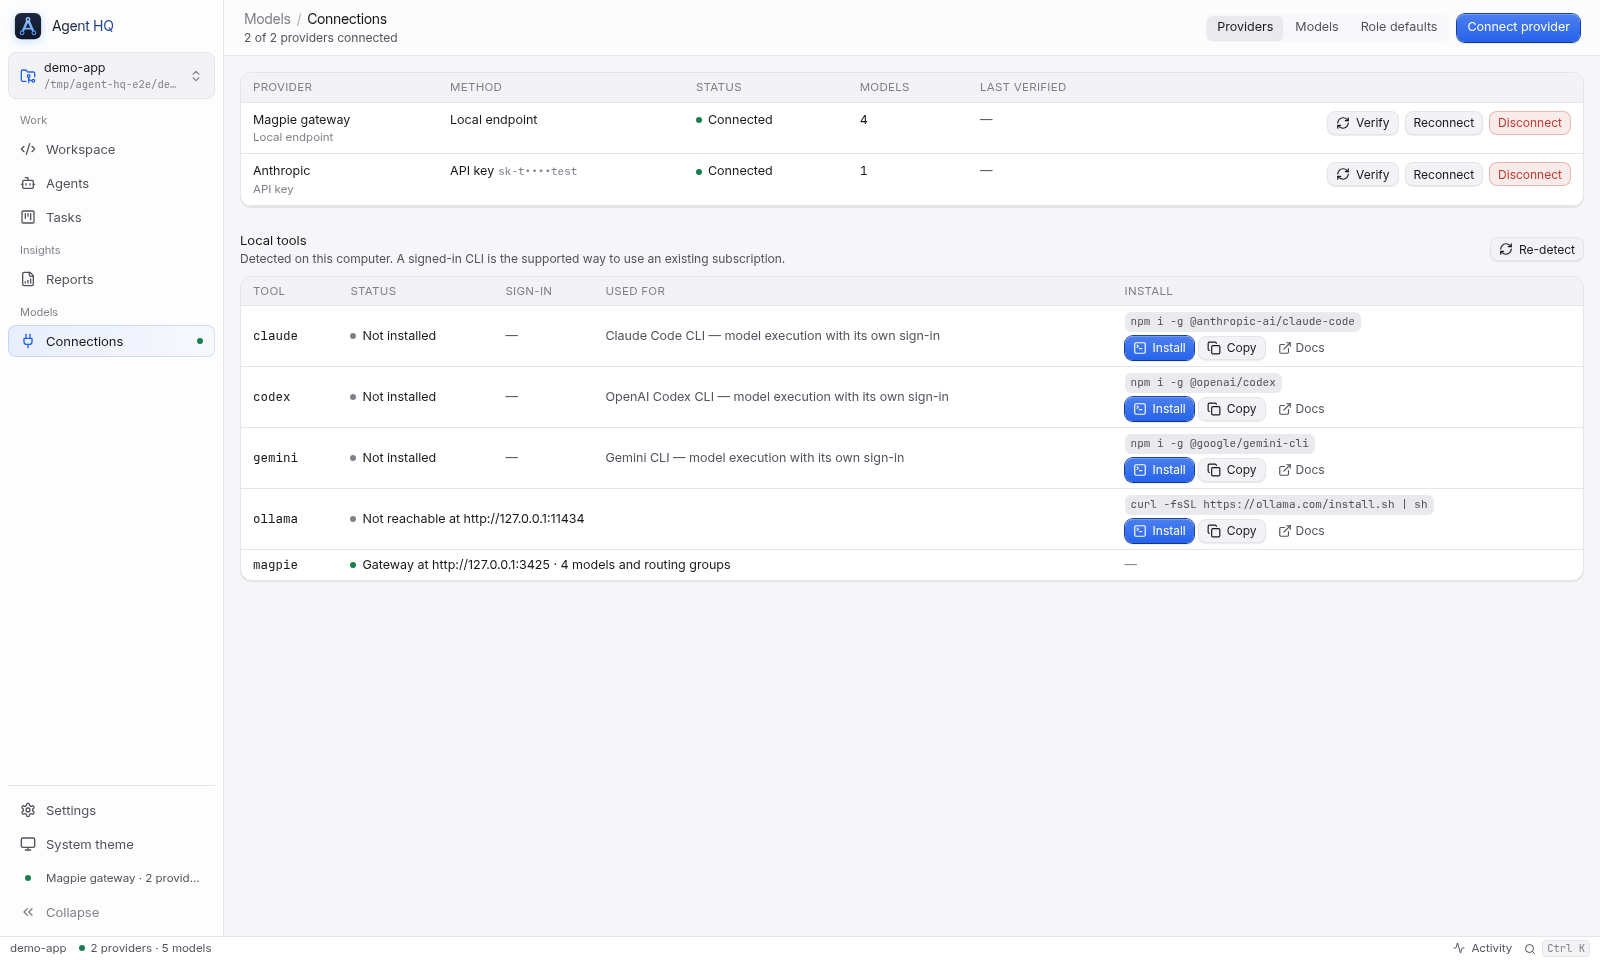 Agent HQ
demo-app
/tmp/agent-hq-e2e/de…
Work
Workspace
Agents
Tasks
Insights
Reports
Models
Connections
Settings
System theme
Magpie gateway · 2 provid…
Collapse
Models / Connections
2 of 2 providers connected
Providers Models Role defaults Connect provider
PROVIDER METHOD STATUS MODELS LAST VERIFIED
Magpie gateway Local endpoint Connected 4 — Verify Reconnect Disconnect
Local endpoint
Anthropic API key sk-t••••test Connected 1 — Verify Reconnect Disconnect
API key
Local tools
Detected on this computer. A signed-in CLI is the supported way to use an existing subscription.
Re-detect
TOOL STATUS SIGN-IN USED FOR INSTALL
claude Not installed — Claude Code CLI — model execution with its own sign-in
npm i -g @anthropic-ai/claude-code
Install Copy Docs
codex Not installed — OpenAI Codex CLI — model execution with its own sign-in
npm i -g @openai/codex
Install Copy Docs
gemini Not installed — Gemini CLI — model execution with its own sign-in
npm i -g @google/gemini-cli
Install Copy Docs
ollama Not reachable at http://127.0.0.1:11434
curl -fsSL https://ollama.com/install.sh | sh
Install Copy Docs
magpie Gateway at http://127.0.0.1:3425 · 4 models and routing groups —
demo-app 2 providers · 5 models
Activity Ctrl K